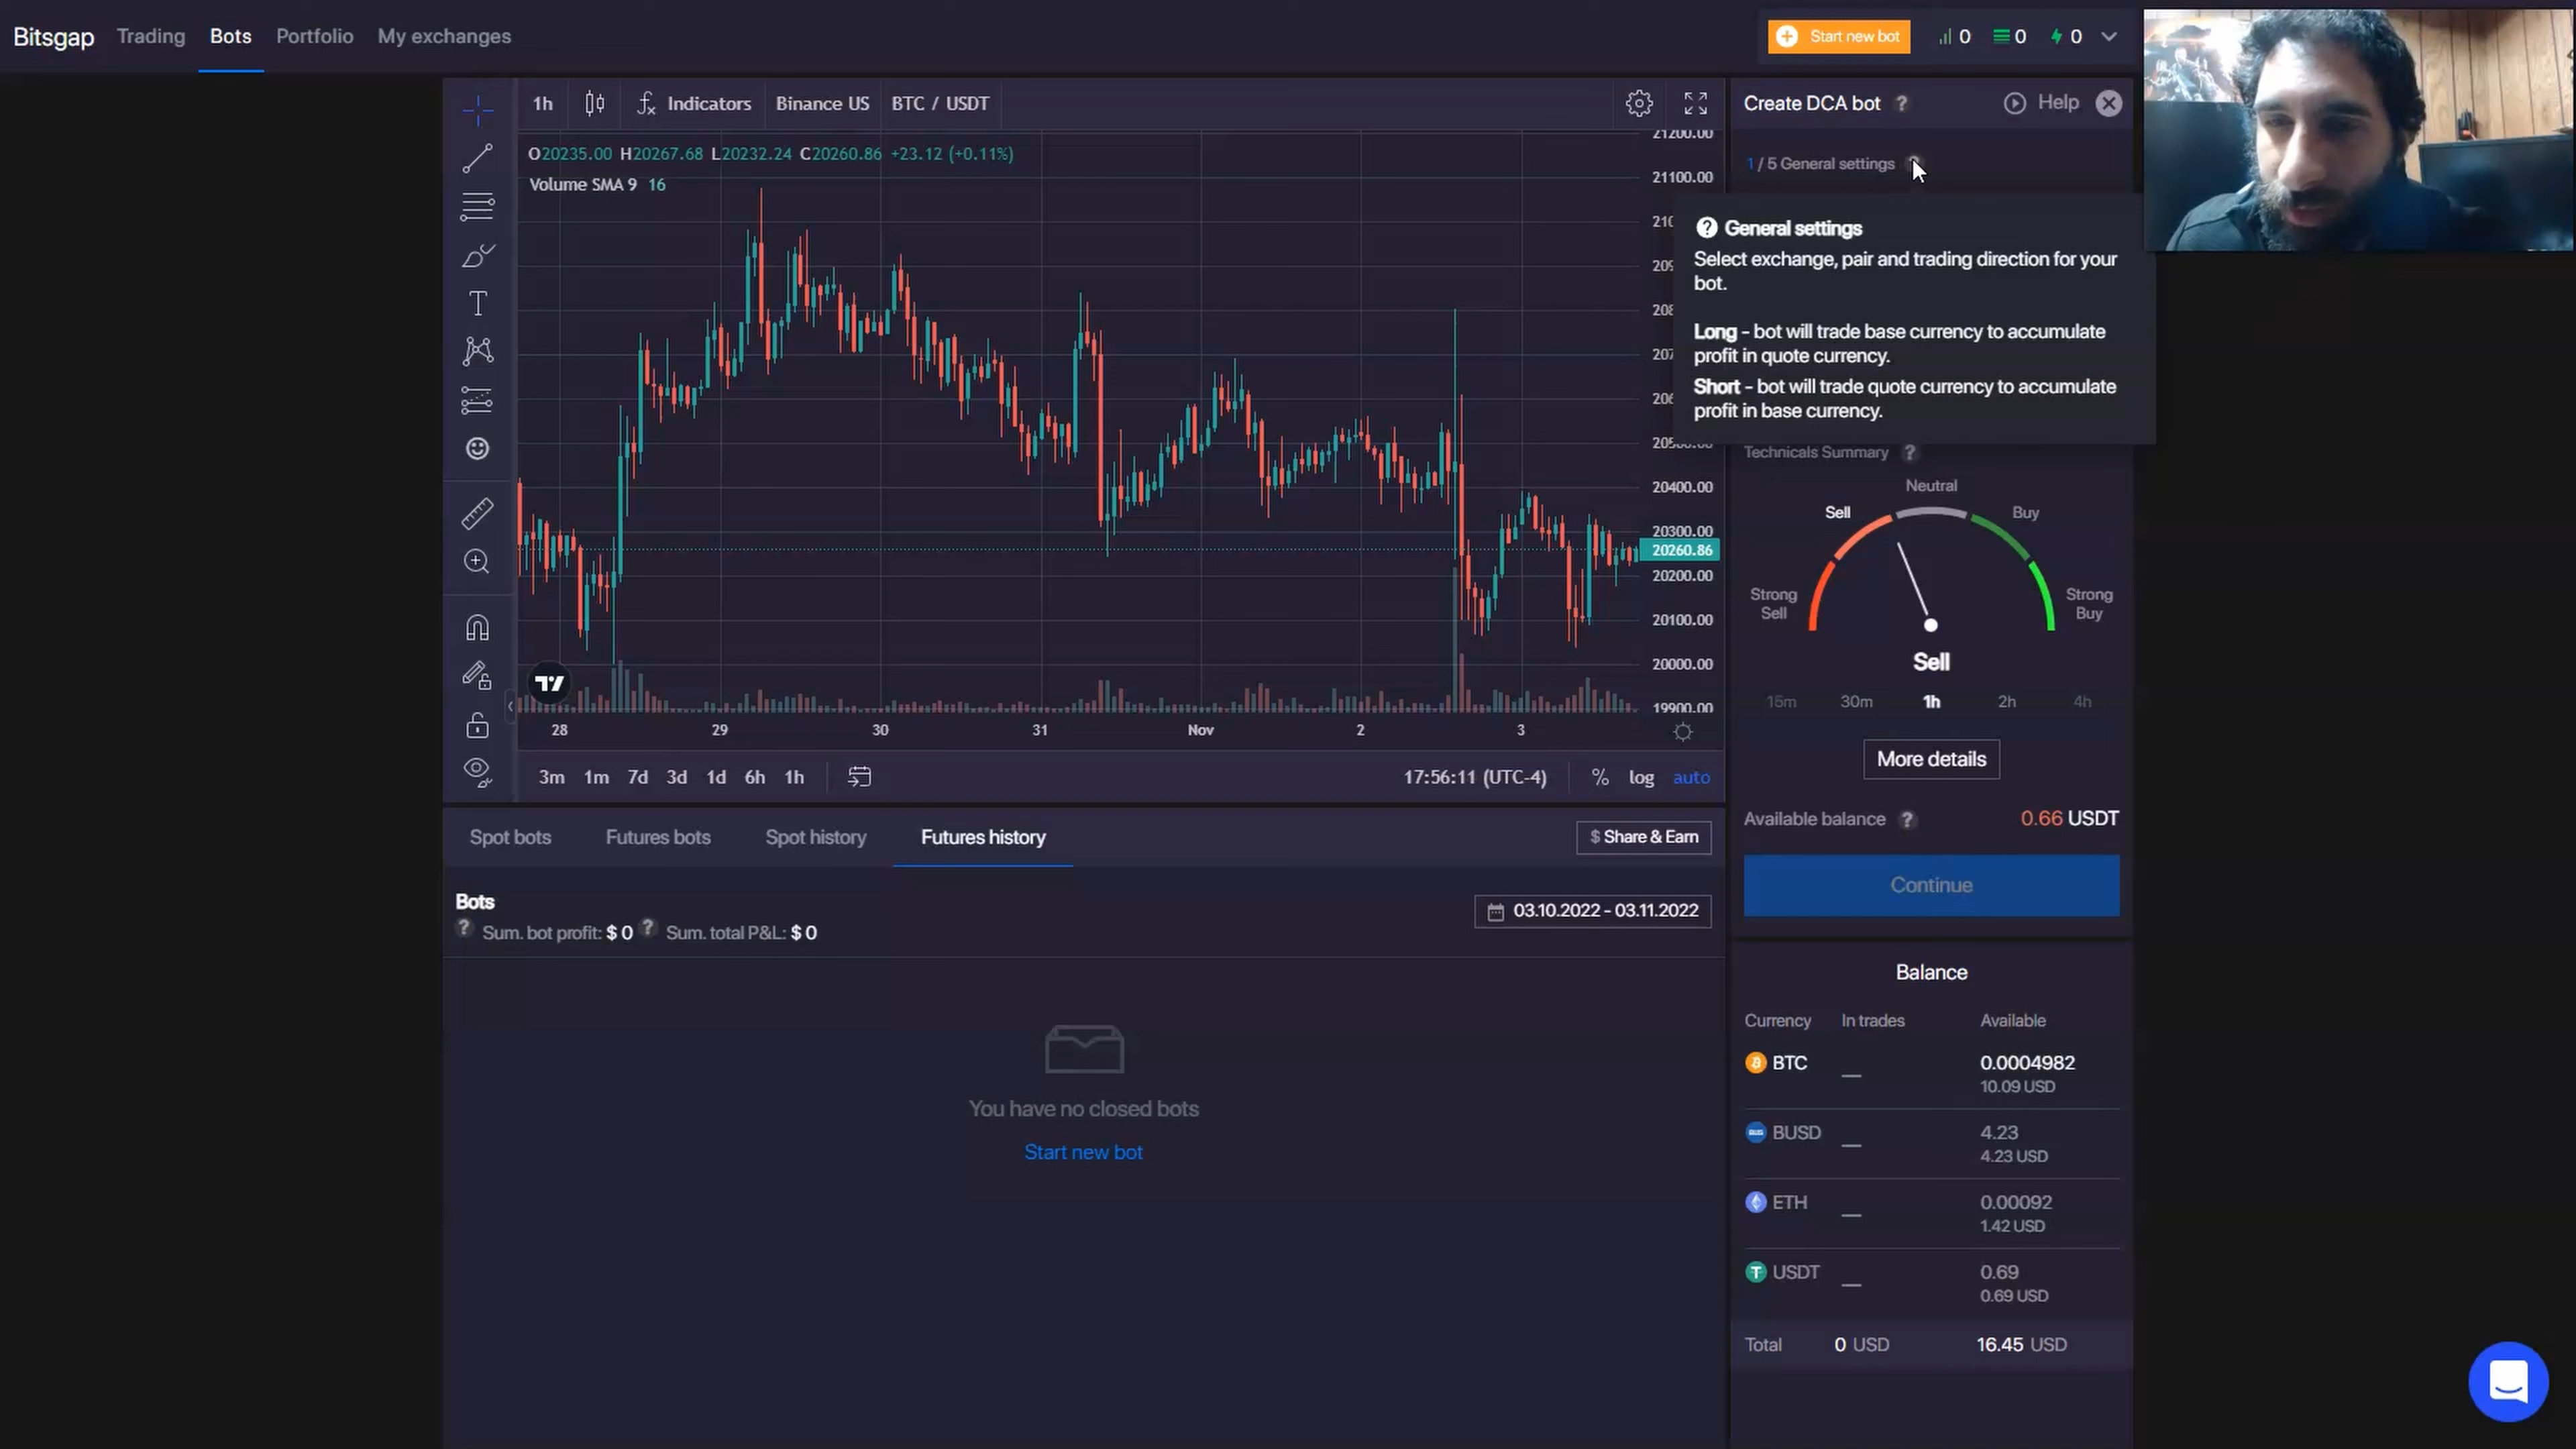 Bitsgap Trading Bots Portfolio My exchanges
Start new bot 0 0 0
1h Indicators Binance US BTC / USDT
O20235.00 H20267.68 L20232.24 C20260.86 +23.12 (+0.11%)
Volume SMA 9 16
21200.00
21100.00
20400.00
20300.00
20260.86
20200.00
20100.00
20000.00
19900.00
28 29 30 31 Nov 2 3
3m 1m 7d 3d 1d 6h 1h
17:56:11 (UTC-4) % log auto
Create DCA bot ? Help
1 / 5 General settings
? General settings
Select exchange, pair and trading direction for your
bot.
Long - bot will trade base currency to accumulate
profit in quote currency.
Short - bot will trade quote currency to accumulate
profit in base currency.
Technicals Summary ?
Neutral
Sell Buy
Strong
Sell
Strong
Buy
Sell
15m 30m 1h 2h 4h
More details
Available balance ? 0.66 USDT
Continue
Spot bots Futures bots Spot history Futures history
$ Share & Earn
Bots
? Sum. bot profit: $ 0 ? Sum. total P&L: $ 0
03.10.2022 - 03.11.2022
You have no closed bots
Start new bot
Balance
Currency In trades Available
BTC — 0.0004982
10.09 USD
BUSD — 4.23
4.23 USD
ETH — 0.00092
1.42 USD
USDT — 0.69
0.69 USD
Total 0 USD 16.45 USD